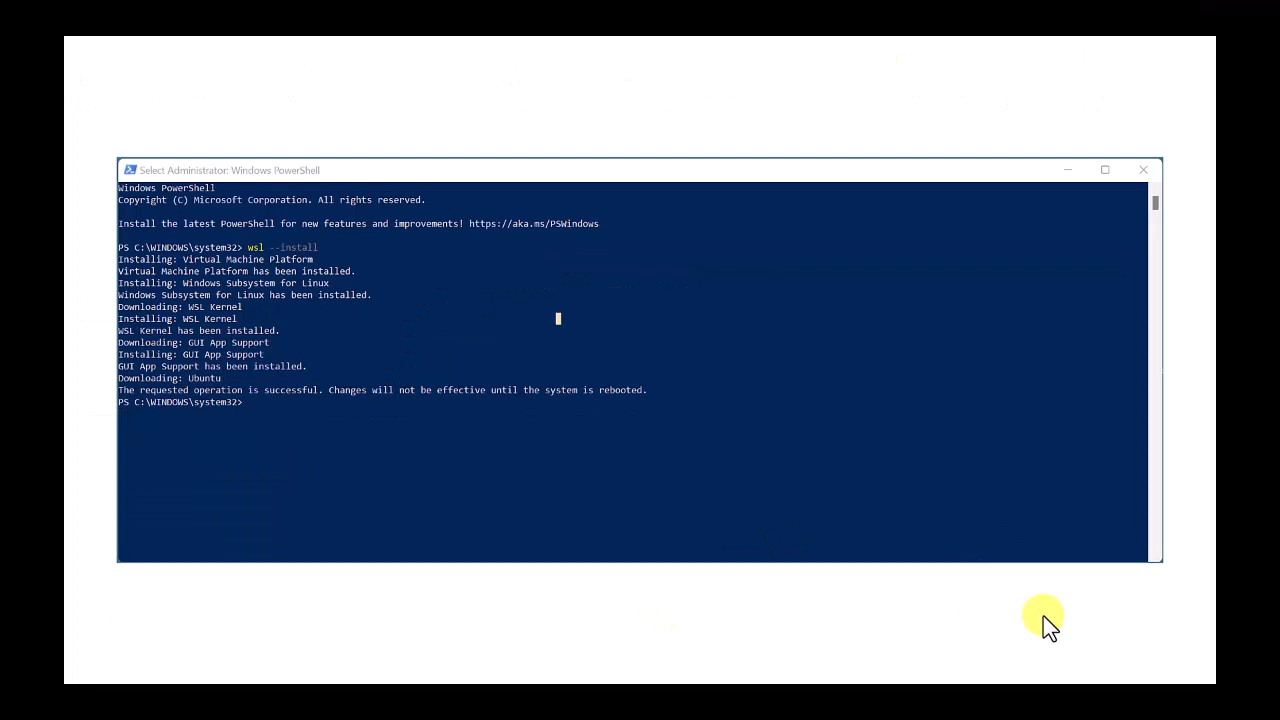 Select Administrator: Windows PowerShell
Windows PowerShell
Copyright (C) Microsoft Corporation. All rights reserved.
Install the latest PowerShell for new features and improvements! https://aka.ms/PSWindows
PS C:\WINDOWS\system32> wsl --install
Installing: Virtual Machine Platform
Virtual Machine Platform has been installed.
Installing: Windows Subsystem for Linux
Windows Subsystem for Linux has been installed.
Downloading: WSL Kernel
Installing: WSL Kernel
WSL Kernel has been installed.
Downloading: GUI App Support
Installing: GUI App Support
GUI App Support has been installed.
Downloading: Ubuntu
The requested operation is successful. Changes will not be effective until the system is rebooted.
PS C:\WINDOWS\system32>